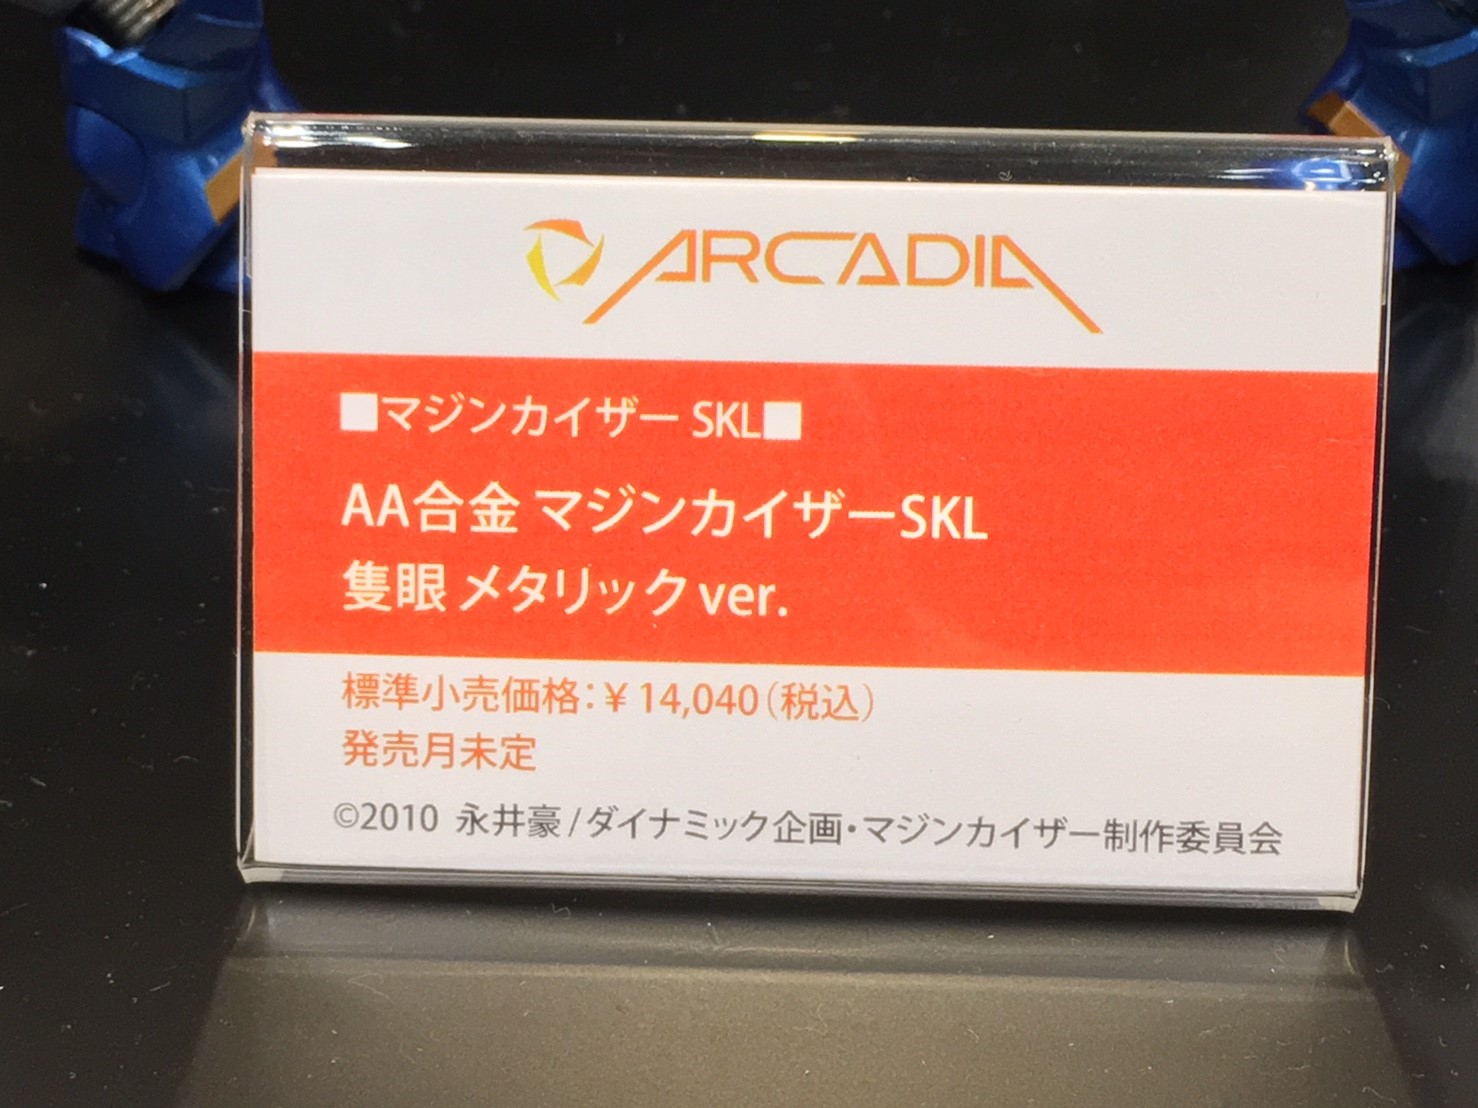 ARCADIA
■マジンカイザー SKL■
AA合金 マジンカイザーSKL
隻眼 メタリック ver.
標準小売価格：¥ 14,040（税込）
発売月未定
©2010 永井豪/ダイナミック企画・マジンカイザー制作委員会